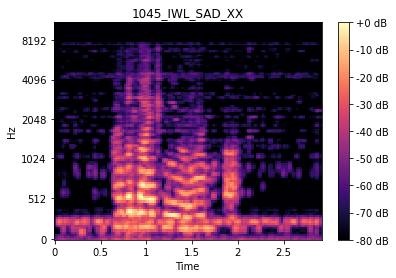 1045_IWL_SAD_XX
+0 dB
8192
-10 dB
4096
-20 dB
-30 dB
2048
Hz
-40 dB
1024
-50 dB
512
-60 dB
-70 dB
0
-80 dB
0
0.5
1
1.5
2
2.5
Time